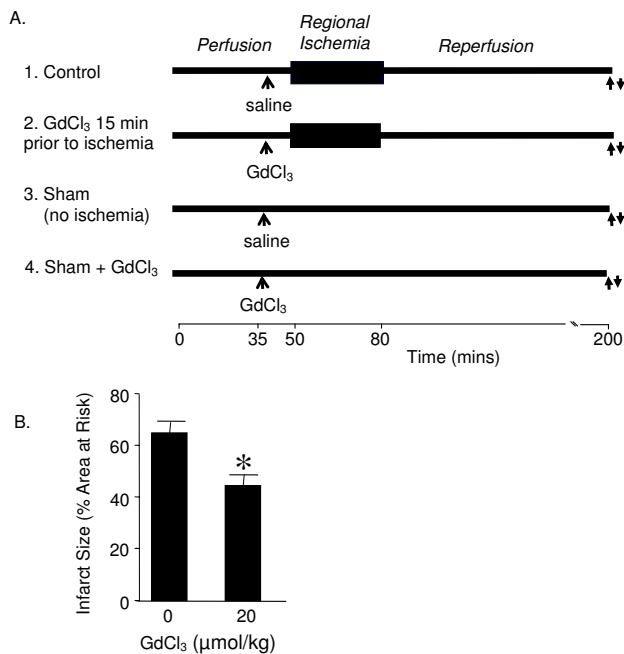 A.
Perfusion
Regional
Ischemia
Reperfusion
1. Control
saline
2. GdCl₃ 15 min
prior to ischemia
GdCl₃
3. Sham
(no ischemia)
saline
4. Sham + GdCl₃
GdCl₃
0 35 50 80 200
Time (mins)
B.
Infarct Size (% Area at Risk)
80
60
40
20
0
*
0 20
GdCl₃ (μmol/kg)